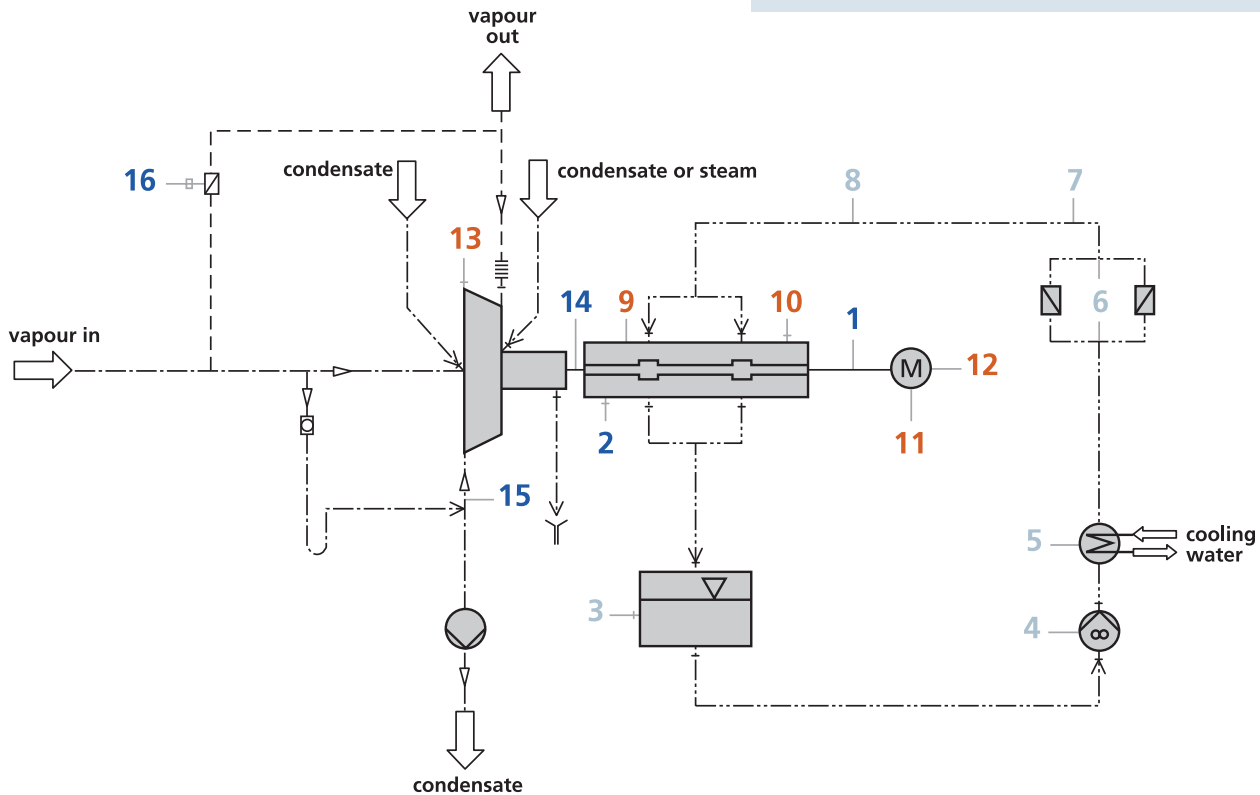 vapour
out
16
condensate
condensate or steam
8
7
13
14
9
10
1
6
vapour in
M
12
2
11
15
5
cooling
water
3
4
condensate